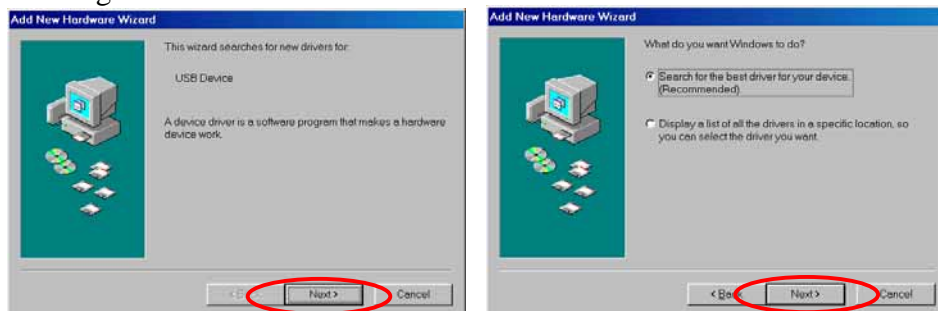 Add New Hardware Wizard
This wizard searches for new drivers for:
USB Device
A device driver is a software program that makes a hardware
device work.
Next >
Cancel
Add New Hardware Wizard
What do you want Windows to do?
Search for the best driver for your device.
(Recommended).
Display a list of all the drivers in a specific location, so
you can select the driver you want.
< Back
Next >
Cancel